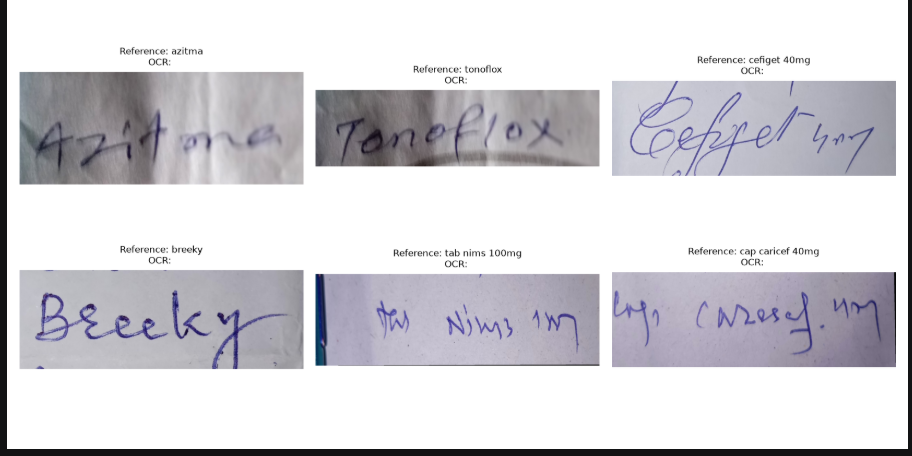 Reference: azitma
OCR:
Azitma
Reference: tonoflox
OCR:
Tonoflox
Reference: cefiget 40mg
OCR:
Cefiget
Reference: breeky
OCR:
Breeky
Reference: tab nims 100mg
OCR:
Nims
Reference: cap caricef 40mg
OCR: